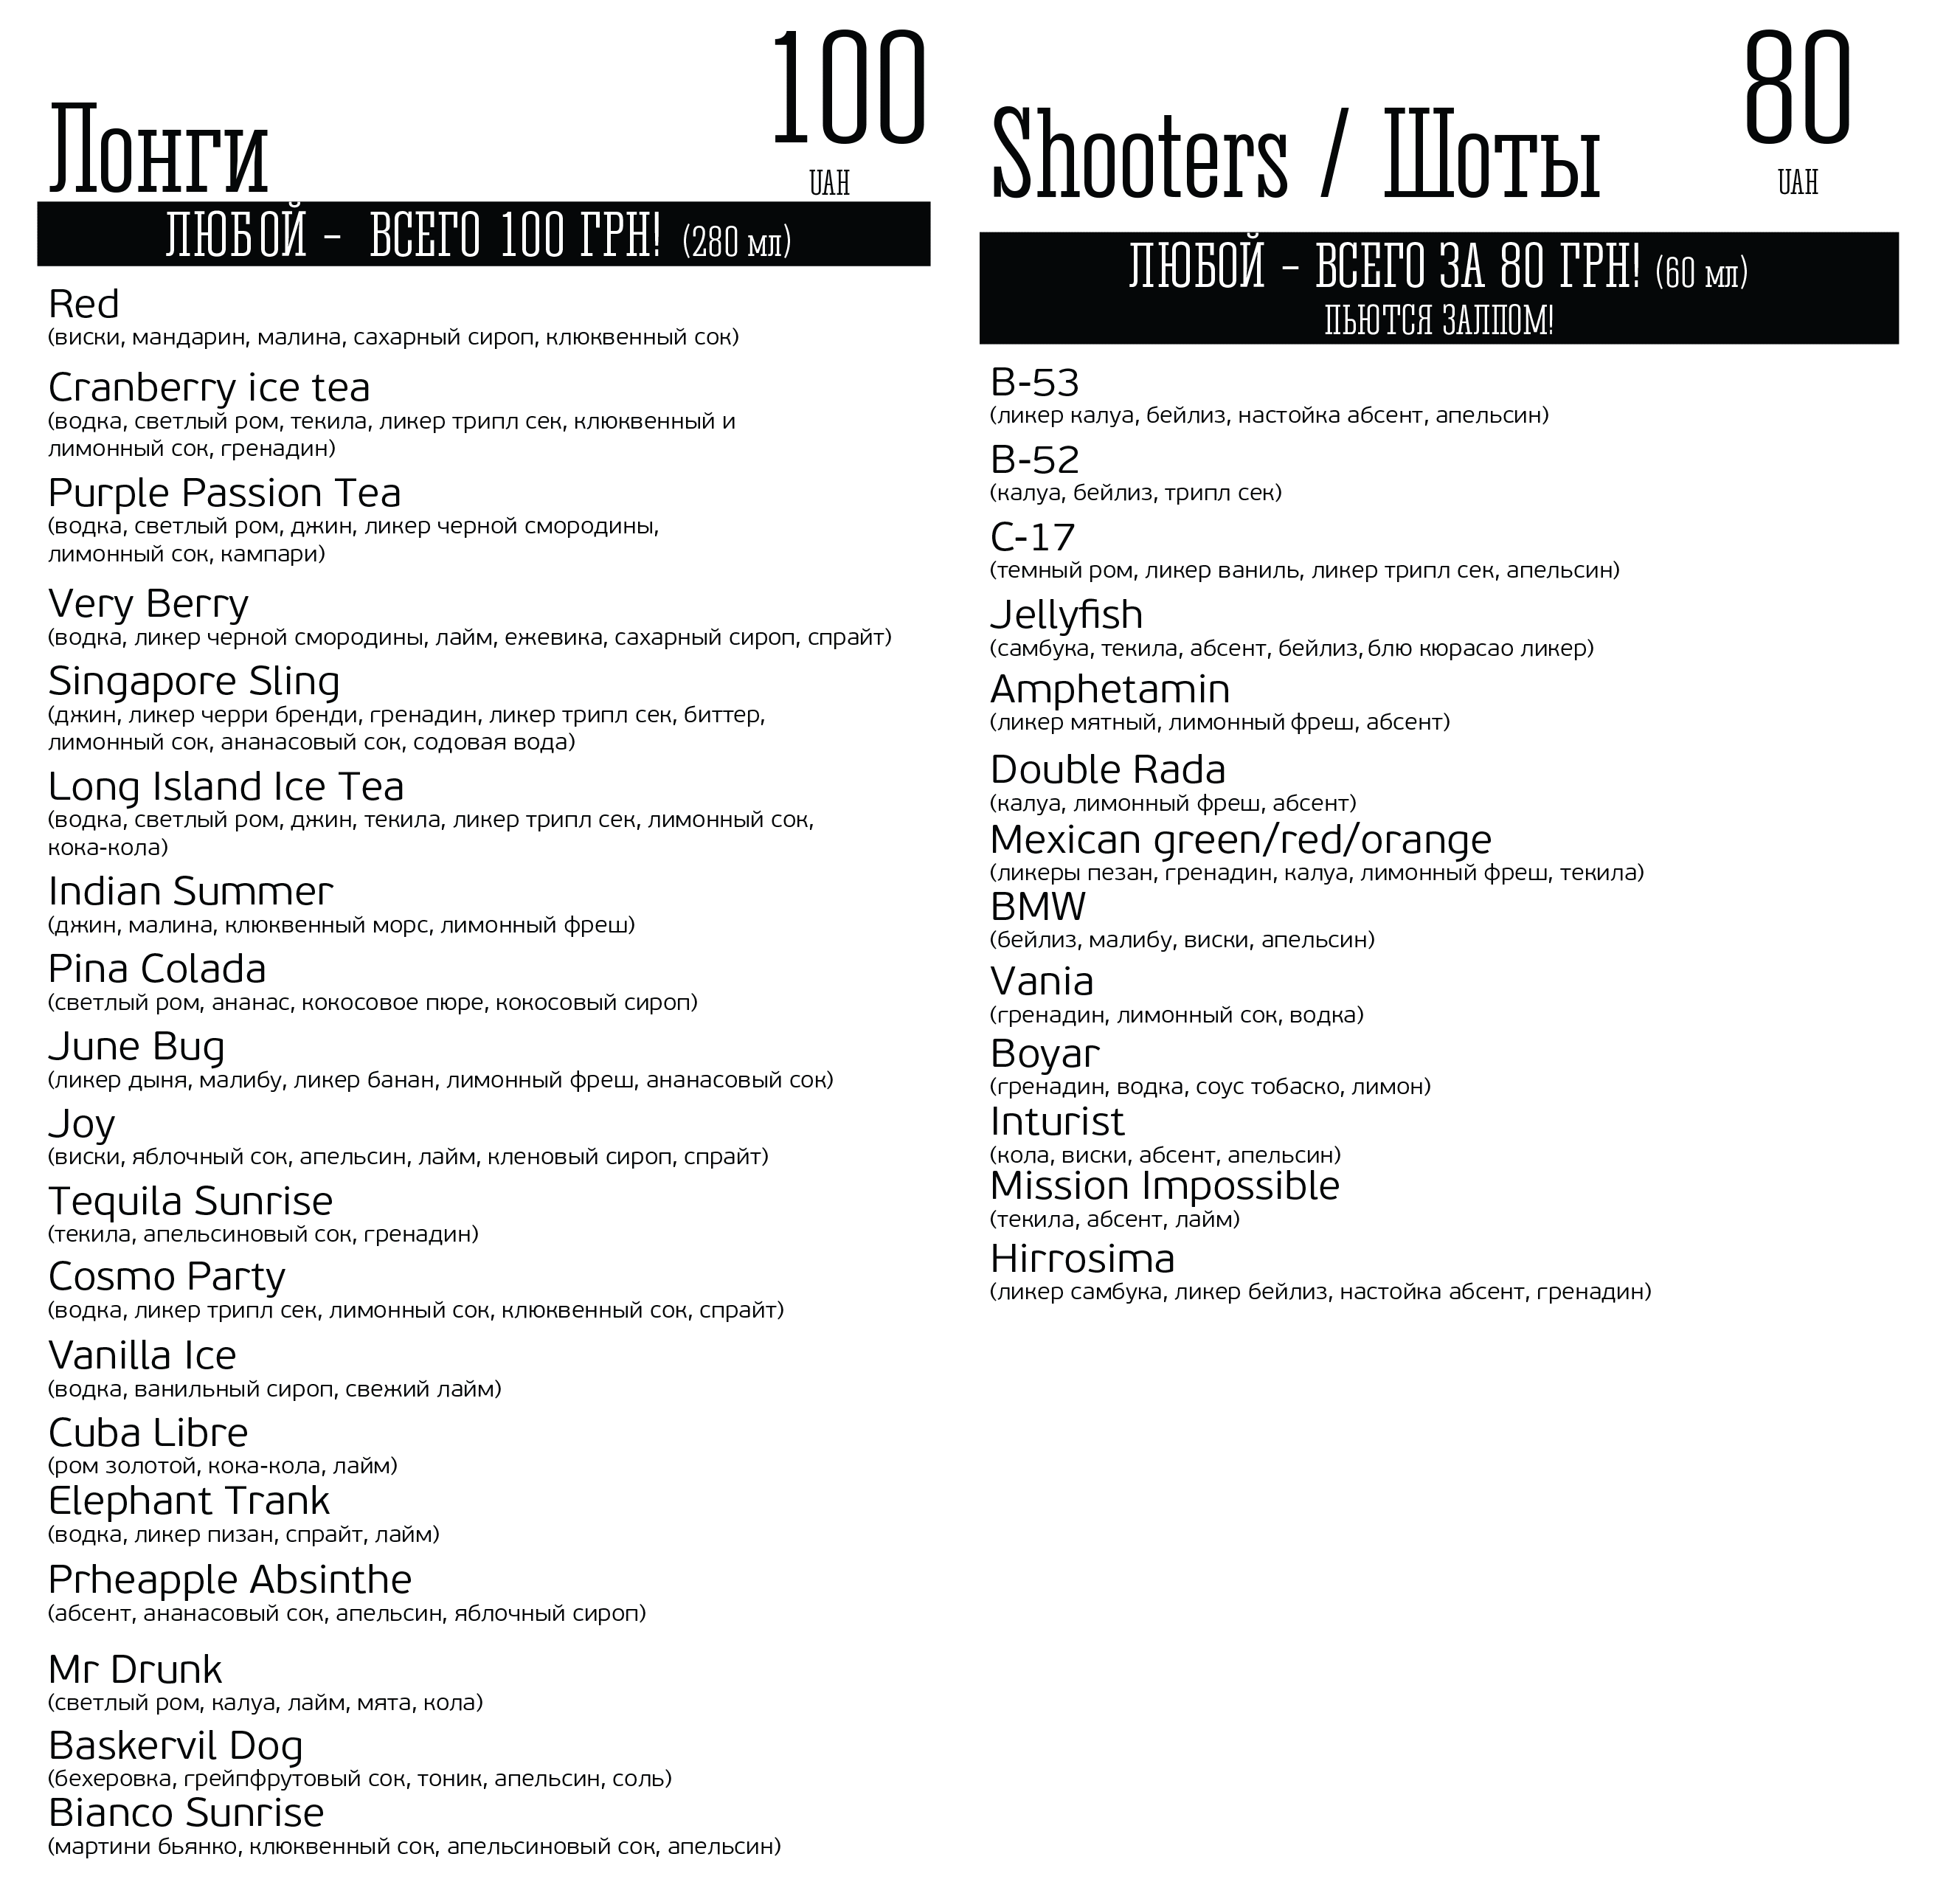 Лонги
100
UAH
ЛЮБОЙ - ВСЕГО 100 ГРН! (280 мл)
Red
(виски, мандарин, малина, сахарный сироп, клюквенный сок)
Cranberry ice tea
(водка, светлый ром, текила, ликер трипл сек, клюквенный и
лимонный сок, гренадин)
Purple Passion Tea
(водка, светлый ром, джин, ликер черной смородины,
лимонный сок, кампари)
Very Berry
(водка, ликер черной смородины, лайм, ежевика, сахарный сироп, спрайт)
Singapore Sling
(джин, ликер черри бренди, гренадин, ликер трипл сек, биттер,
лимонный сок, ананасовый сок, содовая вода)
Long Island Ice Tea
(водка, светлый ром, джин, текила, ликер трипл сек, лимонный сок,
кока-кола)
Indian Summer
(джин, малина, клюквенный морс, лимонный фреш)
Pina Colada
(светлый ром, ананас, кокосовое пюре, кокосовый сироп)
June Bug
(ликер дыня, малибу, ликер банан, лимонный фреш, ананасовый сок)
Joy
(виски, яблочный сок, апельсин, лайм, кленовый сироп, спрайт)
Tequila Sunrise
(текила, апельсиновый сок, гренадин)
Cosmo Party
(водка, ликер трипл сек, лимонный сок, клюквенный сок, спрайт)
Vanilla Ice
(водка, ванильный сироп, свежий лайм)
Cuba Libre
(ром золотой, кока-кола, лайм)
Elephant Trank
(водка, ликер пизан, спрайт, лайм)
Prheapple Absinthe
(абсент, ананасовый сок, апельсин, яблочный сироп)
Mr Drunk
(светлый ром, калуа, лайм, мята, кола)
Baskervil Dog
(бехеровка, грейпфрутовый сок, тоник, апельсин, соль)
Bianco Sunrise
(мартини бьянко, клюквенный сок, апельсиновый сок, апельсин)
Shooters / Шоты
80
UAH
ЛЮБОЙ - ВСЕГО ЗА 80 ГРН! (60 мл)
ПЬЮТСЯ ЗАЛПОМ!
B-53
(ликер калуа, бейлиз, настойка абсент, апельсин)
B-52
(калуа, бейлиз, трипл сек)
C-17
(темный ром, ликер ваниль, ликер трипл сек, апельсин)
Jellyfish
(самбука, текила, абсент, бейлиз, блю кюрасао ликер)
Amphetamin
(ликер мятный, лимонный фреш, абсент)
Double Rada
(калуа, лимонный фреш, абсент)
Mexican green/red/orange
(ликеры пезан, гренадин, калуа, лимонный фреш, текила)
BMW
(бейлиз, малибу, виски, апельсин)
Vania
(гренадин, лимонный сок, водка)
Boyar
(гренадин, водка, соус тобаско, лимон)
Inturist
(кола, виски, абсент, апельсин)
Mission Impossible
(текила, абсент, лайм)
Hirrosima
(ликер самбука, ликер бейлиз, настойка абсент, гренадин)